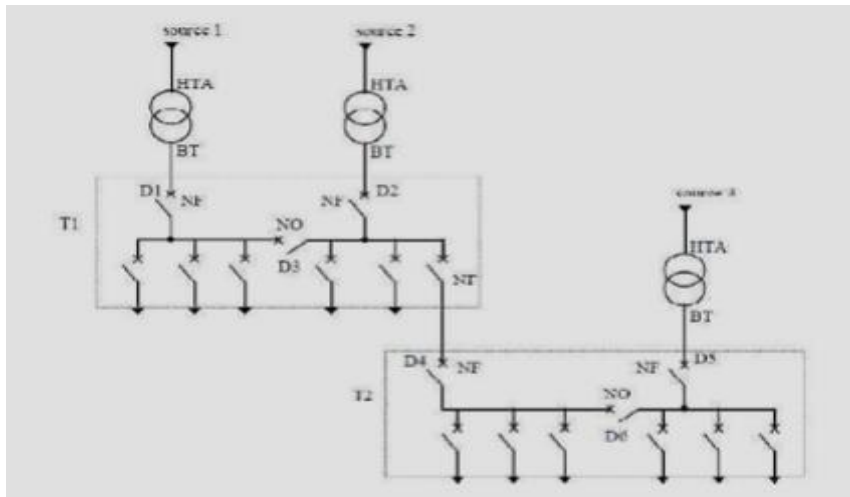 source 1
source 2
HTA
HTA
BT
BT
D1
NF
NF
D2
T1
NO
D3
NF
HTA
BT
D4
NF
NF
D5
T2
NO
D6